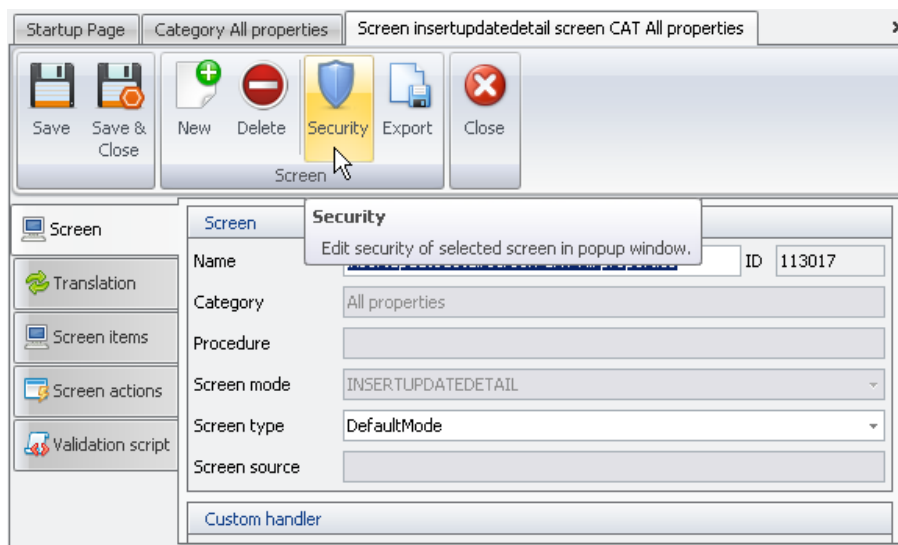 Startup Page Category All properties Screen insertupdatedetail screen CAT All properties
Save Save & Close New Delete Security Export Close
Screen
Security
Edit security of selected screen in popup window.
Screen Screen
Name ID 113017
Translation
Category All properties
Screen items
Procedure
Screen mode INSERTUPDATEDETAIL
Screen actions
Screen type DefaultMode
Validation script
Screen source
Custom handler